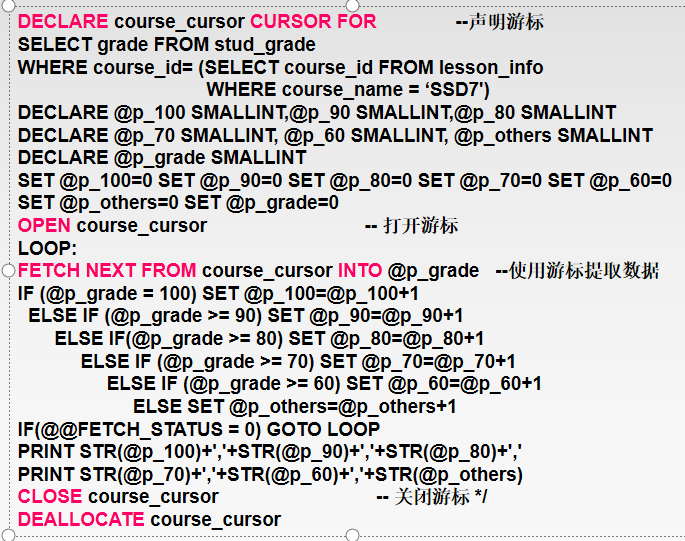 DECLARE course_cursor CURSOR FOR --声明游标
SELECT grade FROM stud_grade
WHERE course_id= (SELECT course_id FROM lesson_info
WHERE course_name = ‘SSD7')
DECLARE @p_100 SMALLINT,@p_90 SMALLINT,@p_80 SMALLINT
DECLARE @p_70 SMALLINT, @p_60 SMALLINT, @p_others SMALLINT
DECLARE @p_grade SMALLINT
SET @p_100=0 SET @p_90=0 SET @p_80=0 SET @p_70=0 SET @p_60=0
SET @p_others=0 SET @p_grade=0
OPEN course_cursor -- 打开游标
LOOP:
FETCH NEXT FROM course_cursor INTO @p_grade --使用游标提取数据
IF (@p_grade = 100) SET @p_100=@p_100+1
ELSE IF (@p_grade >= 90) SET @p_90=@p_90+1
ELSE IF(@p_grade >= 80) SET @p_80=@p_80+1
ELSE IF (@p_grade >= 70) SET @p_70=@p_70+1
ELSE IF (@p_grade >= 60) SET @p_60=@p_60+1
ELSE SET @p_others=@p_others+1
IF(@@FETCH_STATUS = 0) GOTO LOOP
PRINT STR(@p_100)+','+STR(@p_90)+','+STR(@p_80)+','
PRINT STR(@p_70)+','+STR(@p_60)+','+STR(@p_others)
CLOSE course_cursor -- 关闭游标 */
DEALLOCATE course_cursor